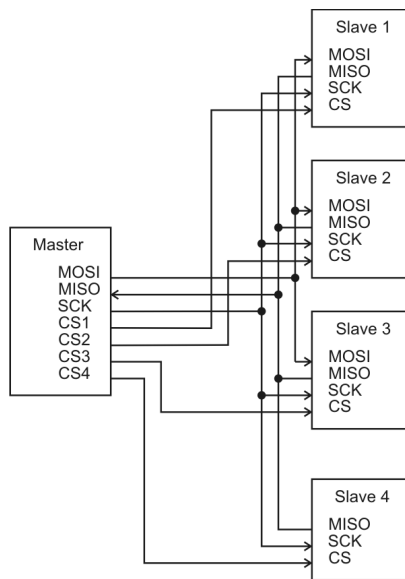 Slave 1
MOSI
MISO
SCK
CS
Slave 2
MOSI
MISO
SCK
CS
Master
MOSI
MISO
SCK
CS1
CS2
CS3
CS4
Slave 3
MOSI
MISO
SCK
CS
Slave 4
MISO
SCK
CS